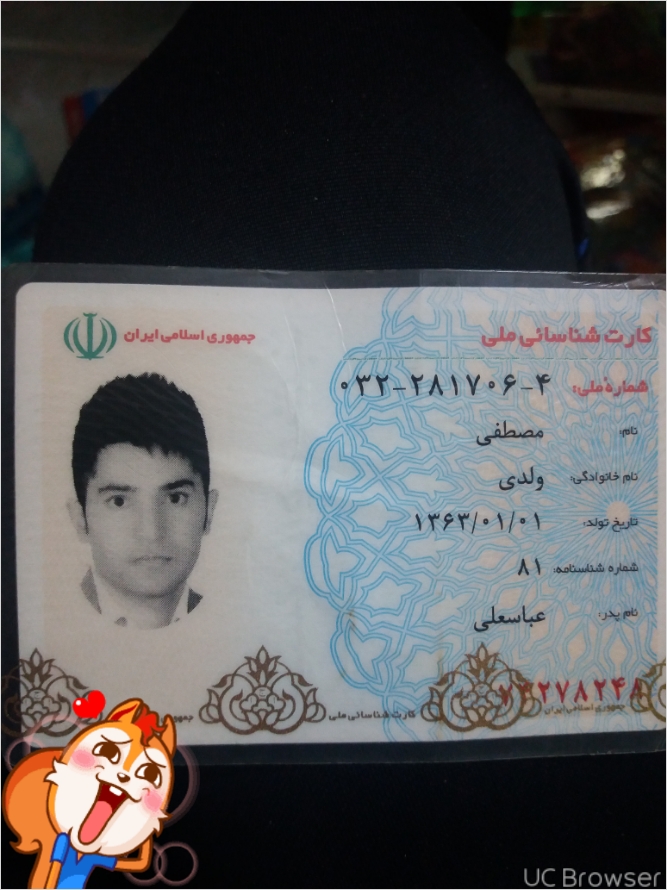 جمهوری اسلامی ایران
کارت شناسائی ملی
شمارهٔ ملی: ۰۳۲-۲۸۱۷۰۶-۴
نام: مصطفی
نام خانوادگی: ولدی
تاریخ تولد: ۱۳۶۳/۰۱/۰۱
شماره شناسنامه: ۸۱
نام پدر: عباسعلی
کارت شناسائی ملی
جمهوری اسلامی ایران
UC Browser